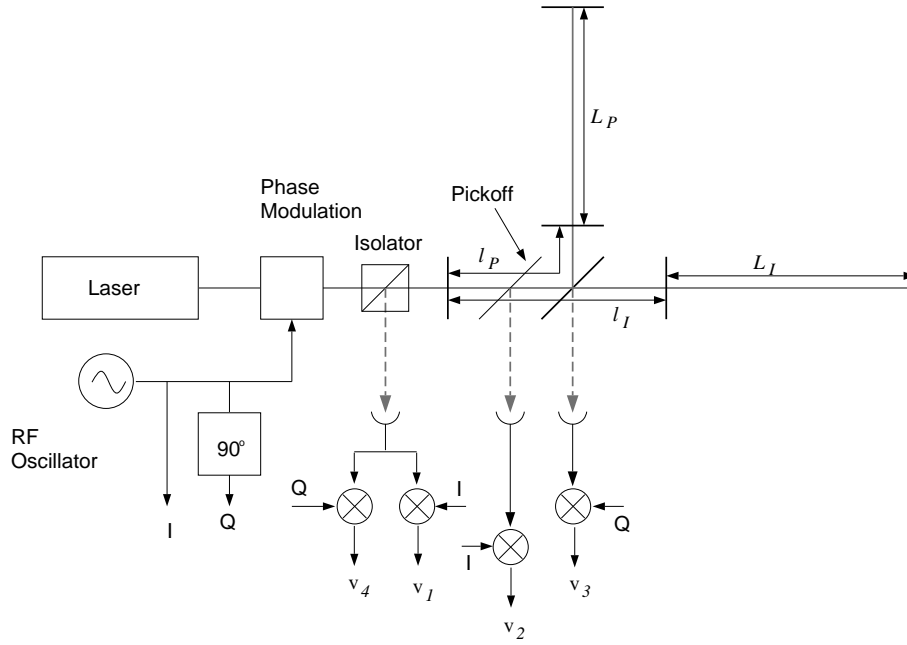 L_P
Phase
Modulation
Pickoff
Isolator
l_P
L_I
Laser
l_I
RF
Oscillator
90°
Q
I
Q
I
I
Q
v_4
v_1
v_2
v_3